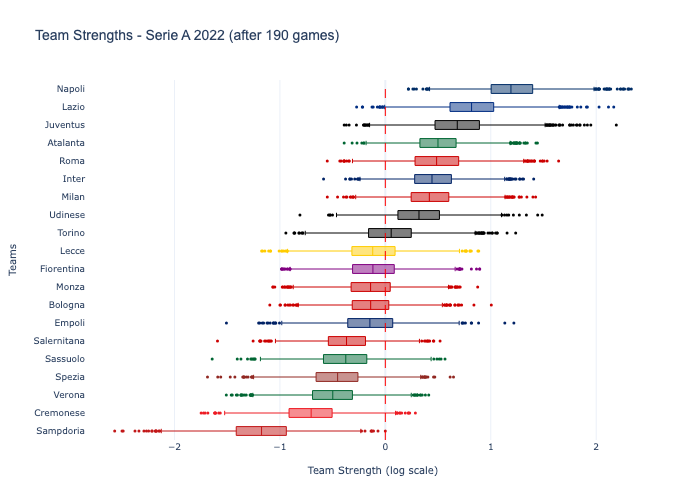 Team Strengths - Serie A 2022 (after 190 games)
Napoli
Lazio
Juventus
Atalanta
Roma
Inter
Milan
Udinese
Torino
Lecce
Fiorentina
Monza
Bologna
Empoli
Salernitana
Sassuolo
Spezia
Verona
Cremonese
Sampdoria
Teams
−2 −1 0 1 2
Team Strength (log scale)